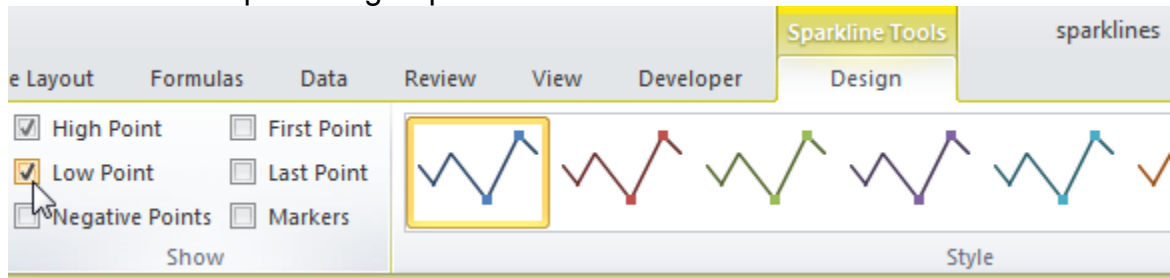 Sparkline Tools sparklines
e Layout Formulas Data Review View Developer Design
High Point First Point
Low Point Last Point
Negative Points Markers
Show Style